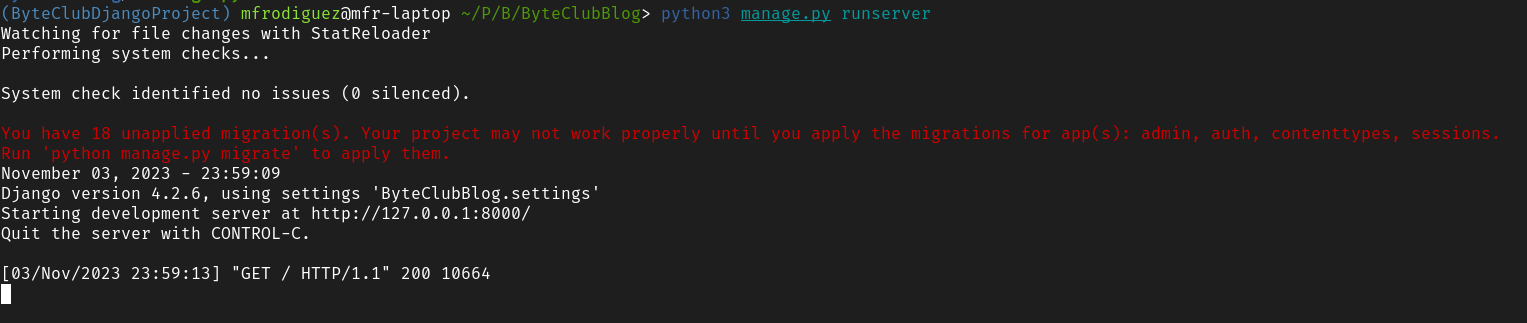 (ByteClubDjangoProject) mfrodiguez@mfr-laptop ~/P/B/ByteClubBlog> python3 manage.py runserver
Watching for file changes with StatReloader
Performing system checks...
System check identified no issues (0 silenced).
You have 18 unapplied migration(s). Your project may not work properly until you apply the migrations for app(s): admin, auth, contenttypes, sessions.
Run 'python manage.py migrate' to apply them.
November 03, 2023 - 23:59:09
Django version 4.2.6, using settings 'ByteClubBlog.settings'
Starting development server at http://127.0.0.1:8000/
Quit the server with CONTROL-C.
[03/Nov/2023 23:59:13] "GET / HTTP/1.1" 200 10664